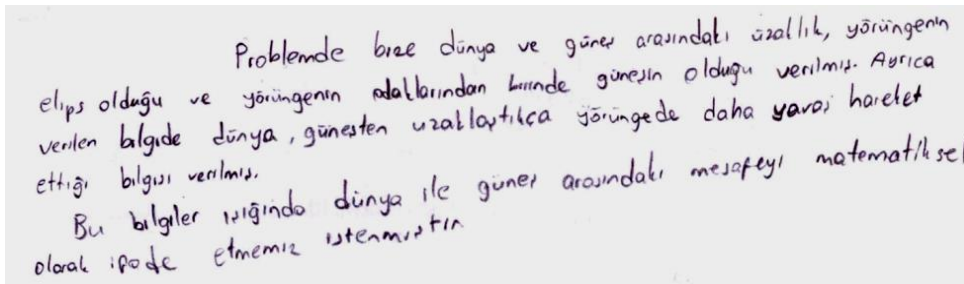 Problemde bize dünya ve güneş arasındaki uzaklık, yörüngenin
elips olduğu ve yörüngenin odaklarından birinde güneşin olduğu verilmiş. Ayrıca
verilen bilgide dünya, güneşten uzaklaştıkça yörüngede daha yavaş hareket
ettiği bilgisi verilmiş.
Bu bilgiler ışığında dünya ile güneş arasındaki mesafeyi matematiksel
olarak ifade etmemiz istenmiştir